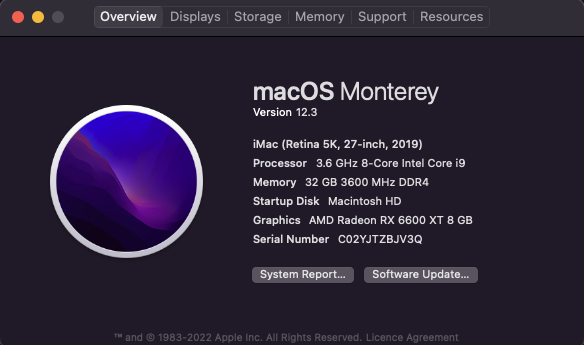 Overview Displays Storage Memory Support Resources
macOS Monterey
Version 12.3
iMac (Retina 5K, 27-inch, 2019)
Processor 3.6 GHz 8-Core Intel Core i9
Memory 32 GB 3600 MHz DDR4
Startup Disk Macintosh HD
Graphics AMD Radeon RX 6600 XT 8 GB
Serial Number C02YJTZBJV3Q
System Report... Software Update...
™ and © 1983-2022 Apple Inc. All Rights Reserved. Licence Agreement